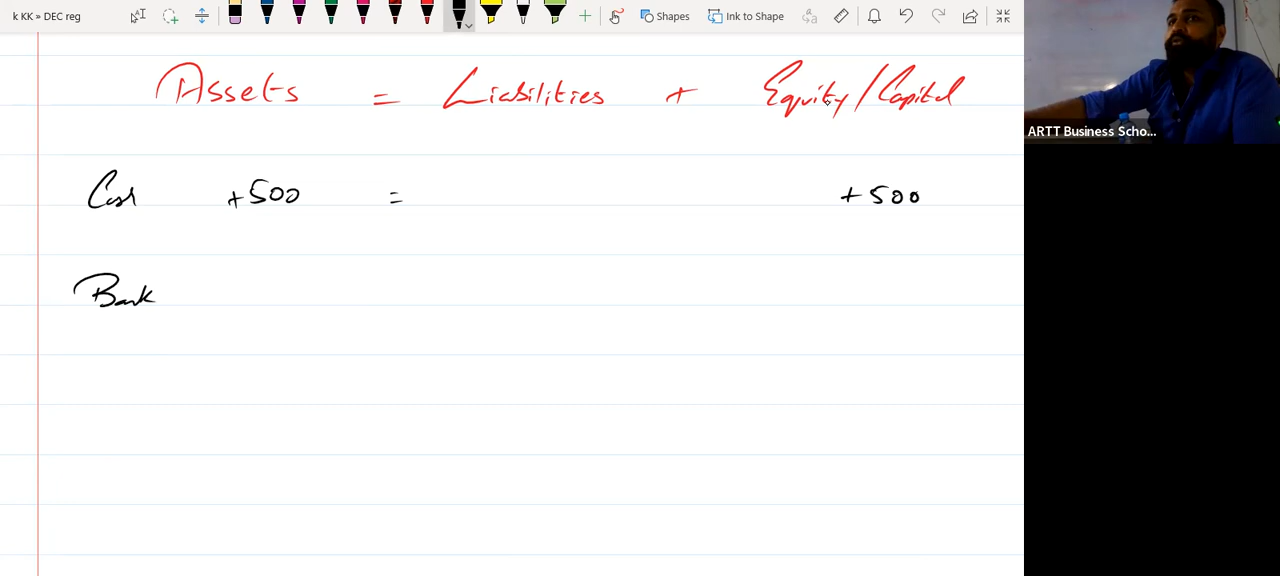 k KK » DEC reg
Shapes
Ink to Shape
ARTT Business Scho...
Assets = Liabilities + Equity/Capital
Cash +500 = +500
Bank